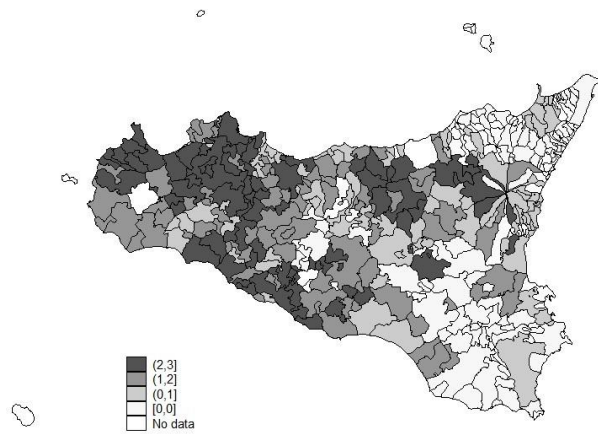 (2,3]
(1,2]
(0,1]
[0,0]
No data